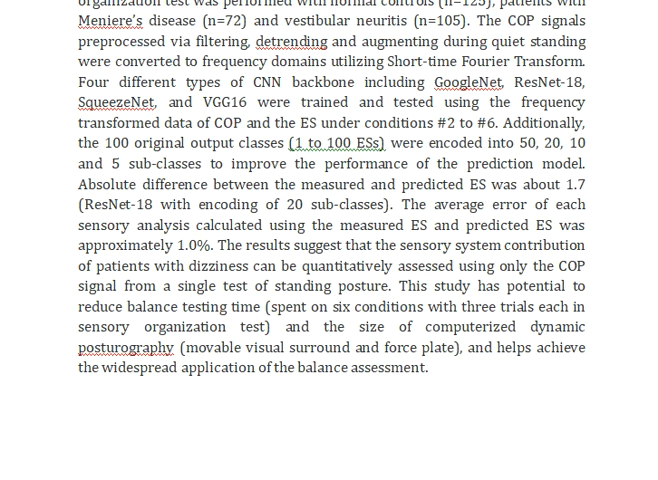 organization test was performed with normal controls (n=125), patients with
Meniere's disease (n=72) and vestibular neuritis (n=105). The COP signals
preprocessed via filtering, detrending and augmenting during quiet standing
were converted to frequency domains utilizing Short-time Fourier Transform.
Four different types of CNN backbone including GoogleNet, ResNet-18,
SqueezeNet, and VGG16 were trained and tested using the frequency
transformed data of COP and the ES under conditions #2 to #6. Additionally,
the 100 original output classes (1 to 100 ESs) were encoded into 50, 20, 10
and 5 sub-classes to improve the performance of the prediction model.
Absolute difference between the measured and predicted ES was about 1.7
(ResNet-18 with encoding of 20 sub-classes). The average error of each
sensory analysis calculated using the measured ES and predicted ES was
approximately 1.0%. The results suggest that the sensory system contribution
of patients with dizziness can be quantitatively assessed using only the COP
signal from a single test of standing posture. This study has potential to
reduce balance testing time (spent on six conditions with three trials each in
sensory organization test) and the size of computerized dynamic
posturography (movable visual surround and force plate), and helps achieve
the widespread application of the balance assessment.